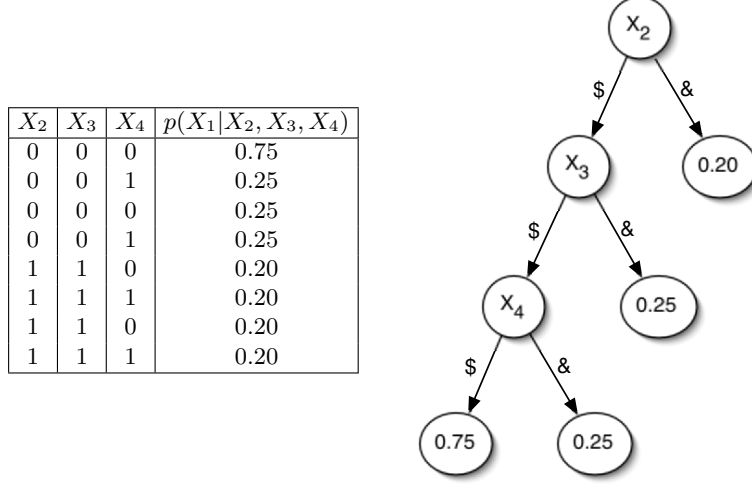 X₂ X₃ X₄ p(X₁|X₂, X₃, X₄)
0 0 0 0.75
0 0 1 0.25
0 0 0 0.25
0 0 1 0.25
1 1 0 0.20
1 1 1 0.20
1 1 0 0.20
1 1 1 0.20
X₂
$ &
X₃ 0.20
$ &
X₄ 0.25
$ &
0.75 0.25